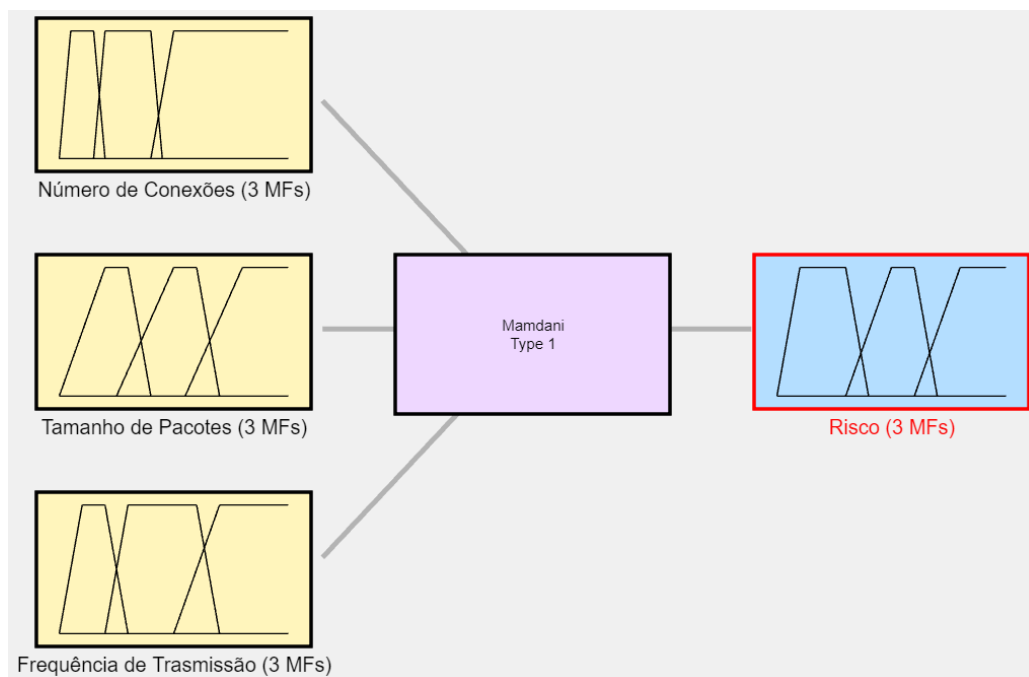 Número de Conexões (3 MFs)
Tamanho de Pacotes (3 MFs)
Frequência de Trasmissão (3 MFs)
Mamdani
Type 1
Risco (3 MFs)